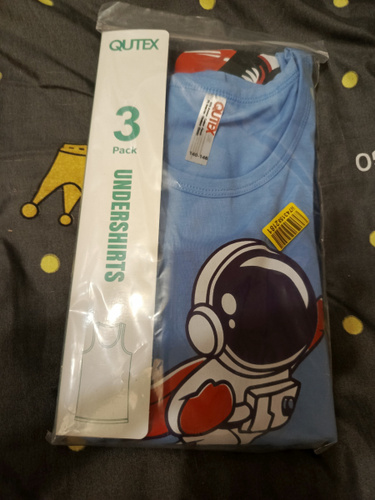 QUTEX
3
Pack
UNDERSHIRTS
QUTEX